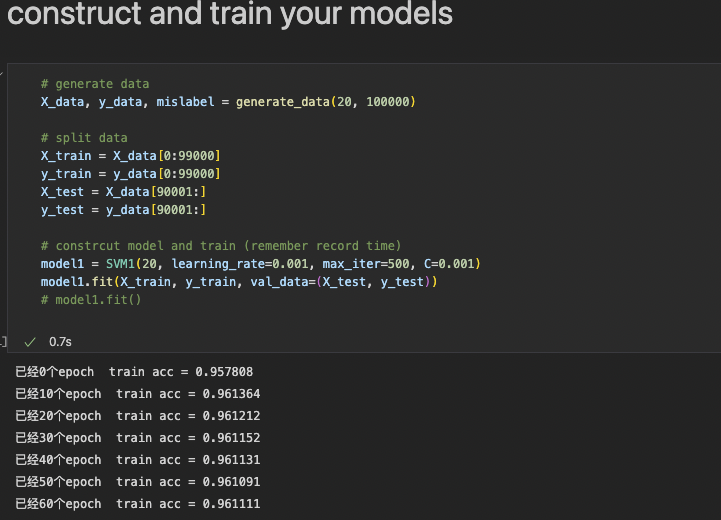 construct and train your models
# generate data
X_data, y_data, mislabel = generate_data(20, 100000)
# split data
X_train = X_data[0:99000]
y_train = y_data[0:99000]
X_test = X_data[90001:]
y_test = y_data[90001:]
# constrcut model and train (remember record time)
model1 = SVM1(20, learning_rate=0.001, max_iter=500, C=0.001)
model1.fit(X_train, y_train, val_data=(X_test, y_test))
# model1.fit()
✓ 0.7s
已经0个epoch train acc = 0.957808
已经10个epoch train acc = 0.961364
已经20个epoch train acc = 0.961212
已经30个epoch train acc = 0.961152
已经40个epoch train acc = 0.961131
已经50个epoch train acc = 0.961091
已经60个epoch train acc = 0.961111